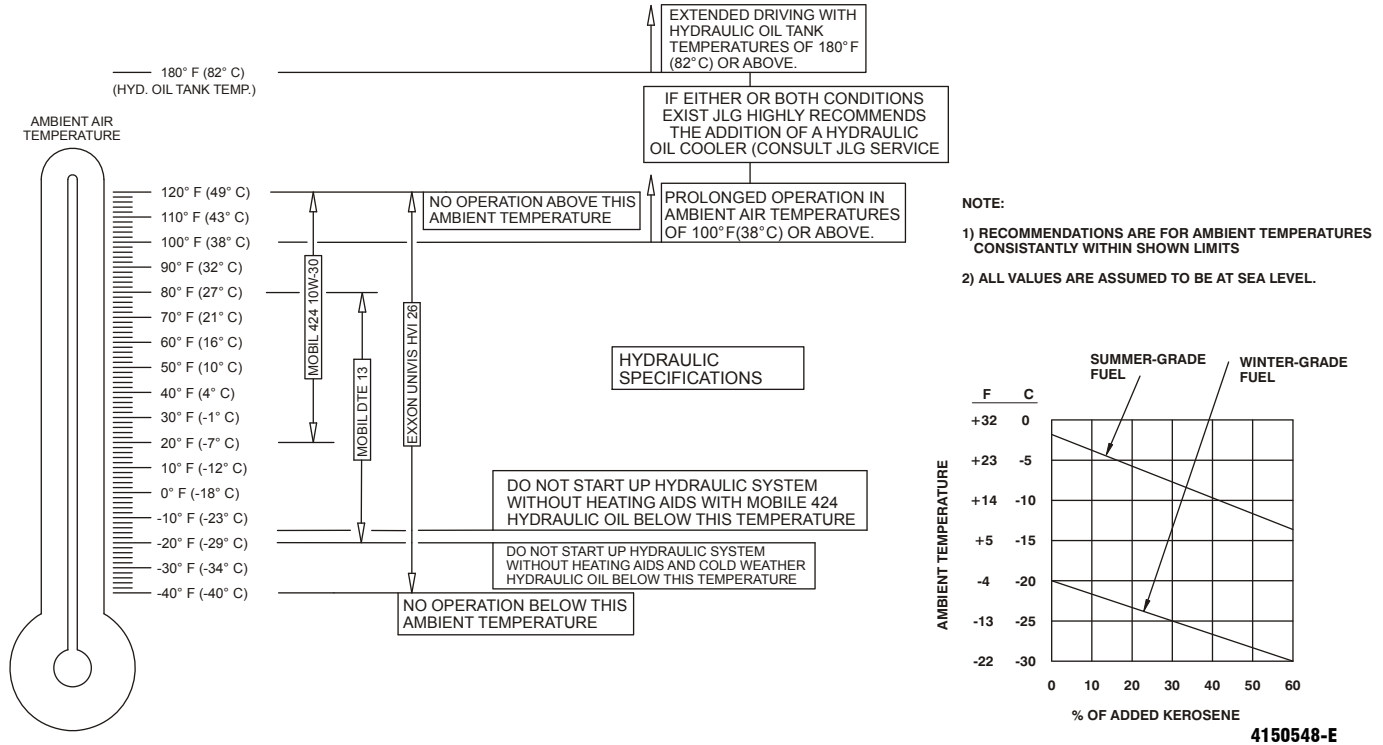 EXTENDED DRIVING WITH
HYDRAULIC OIL TANK
TEMPERATURES OF 180°F
(82°C) OR ABOVE.
180° F (82° C)
(HYD. OIL TANK TEMP.)
IF EITHER OR BOTH CONDITIONS
EXIST JLG HIGHLY RECOMMENDS
THE ADDITION OF A HYDRAULIC
OIL COOLER (CONSULT JLG SERVICE
AMBIENT AIR
TEMPERATURE
120° F (49° C)
110° F (43° C)
100° F (38° C)
90° F (32° C)
80° F (27° C)
70° F (21° C)
60° F (16° C)
50° F (10° C)
40° F (4° C)
30° F (-1° C)
20° F (-7° C)
10° F (-12° C)
0° F (-18° C)
-10° F (-23° C)
-20° F (-29° C)
-30° F (-34° C)
-40° F (-40° C)
MOBIL 424 10W-30
MOBIL DTE 13
EXXON UNIVIS HVI 26
NO OPERATION ABOVE THIS
AMBIENT TEMPERATURE
PROLONGED OPERATION IN
AMBIENT AIR TEMPERATURES
OF 100°F(38°C) OR ABOVE.
HYDRAULIC
SPECIFICATIONS
DO NOT START UP HYDRAULIC SYSTEM
WITHOUT HEATING AIDS WITH MOBILE 424
HYDRAULIC OIL BELOW THIS TEMPERATURE
DO NOT START UP HYDRAULIC SYSTEM
WITHOUT HEATING AIDS AND COLD WEATHER
HYDRAULIC OIL BELOW THIS TEMPERATURE
NO OPERATION BELOW THIS
AMBIENT TEMPERATURE
NOTE:
1) RECOMMENDATIONS ARE FOR AMBIENT TEMPERATURES
CONSISTANTLY WITHIN SHOWN LIMITS
2) ALL VALUES ARE ASSUMED TO BE AT SEA LEVEL.
SUMMER-GRADE
FUEL
WINTER-GRADE
FUEL
F C
+32 0
+23 -5
+14 -10
+5 -15
-4 -20
-13 -25
-22 -30
AMBIENT TEMPERATURE
0 10 20 30 40 50 60
% OF ADDED KEROSENE
4150548-E